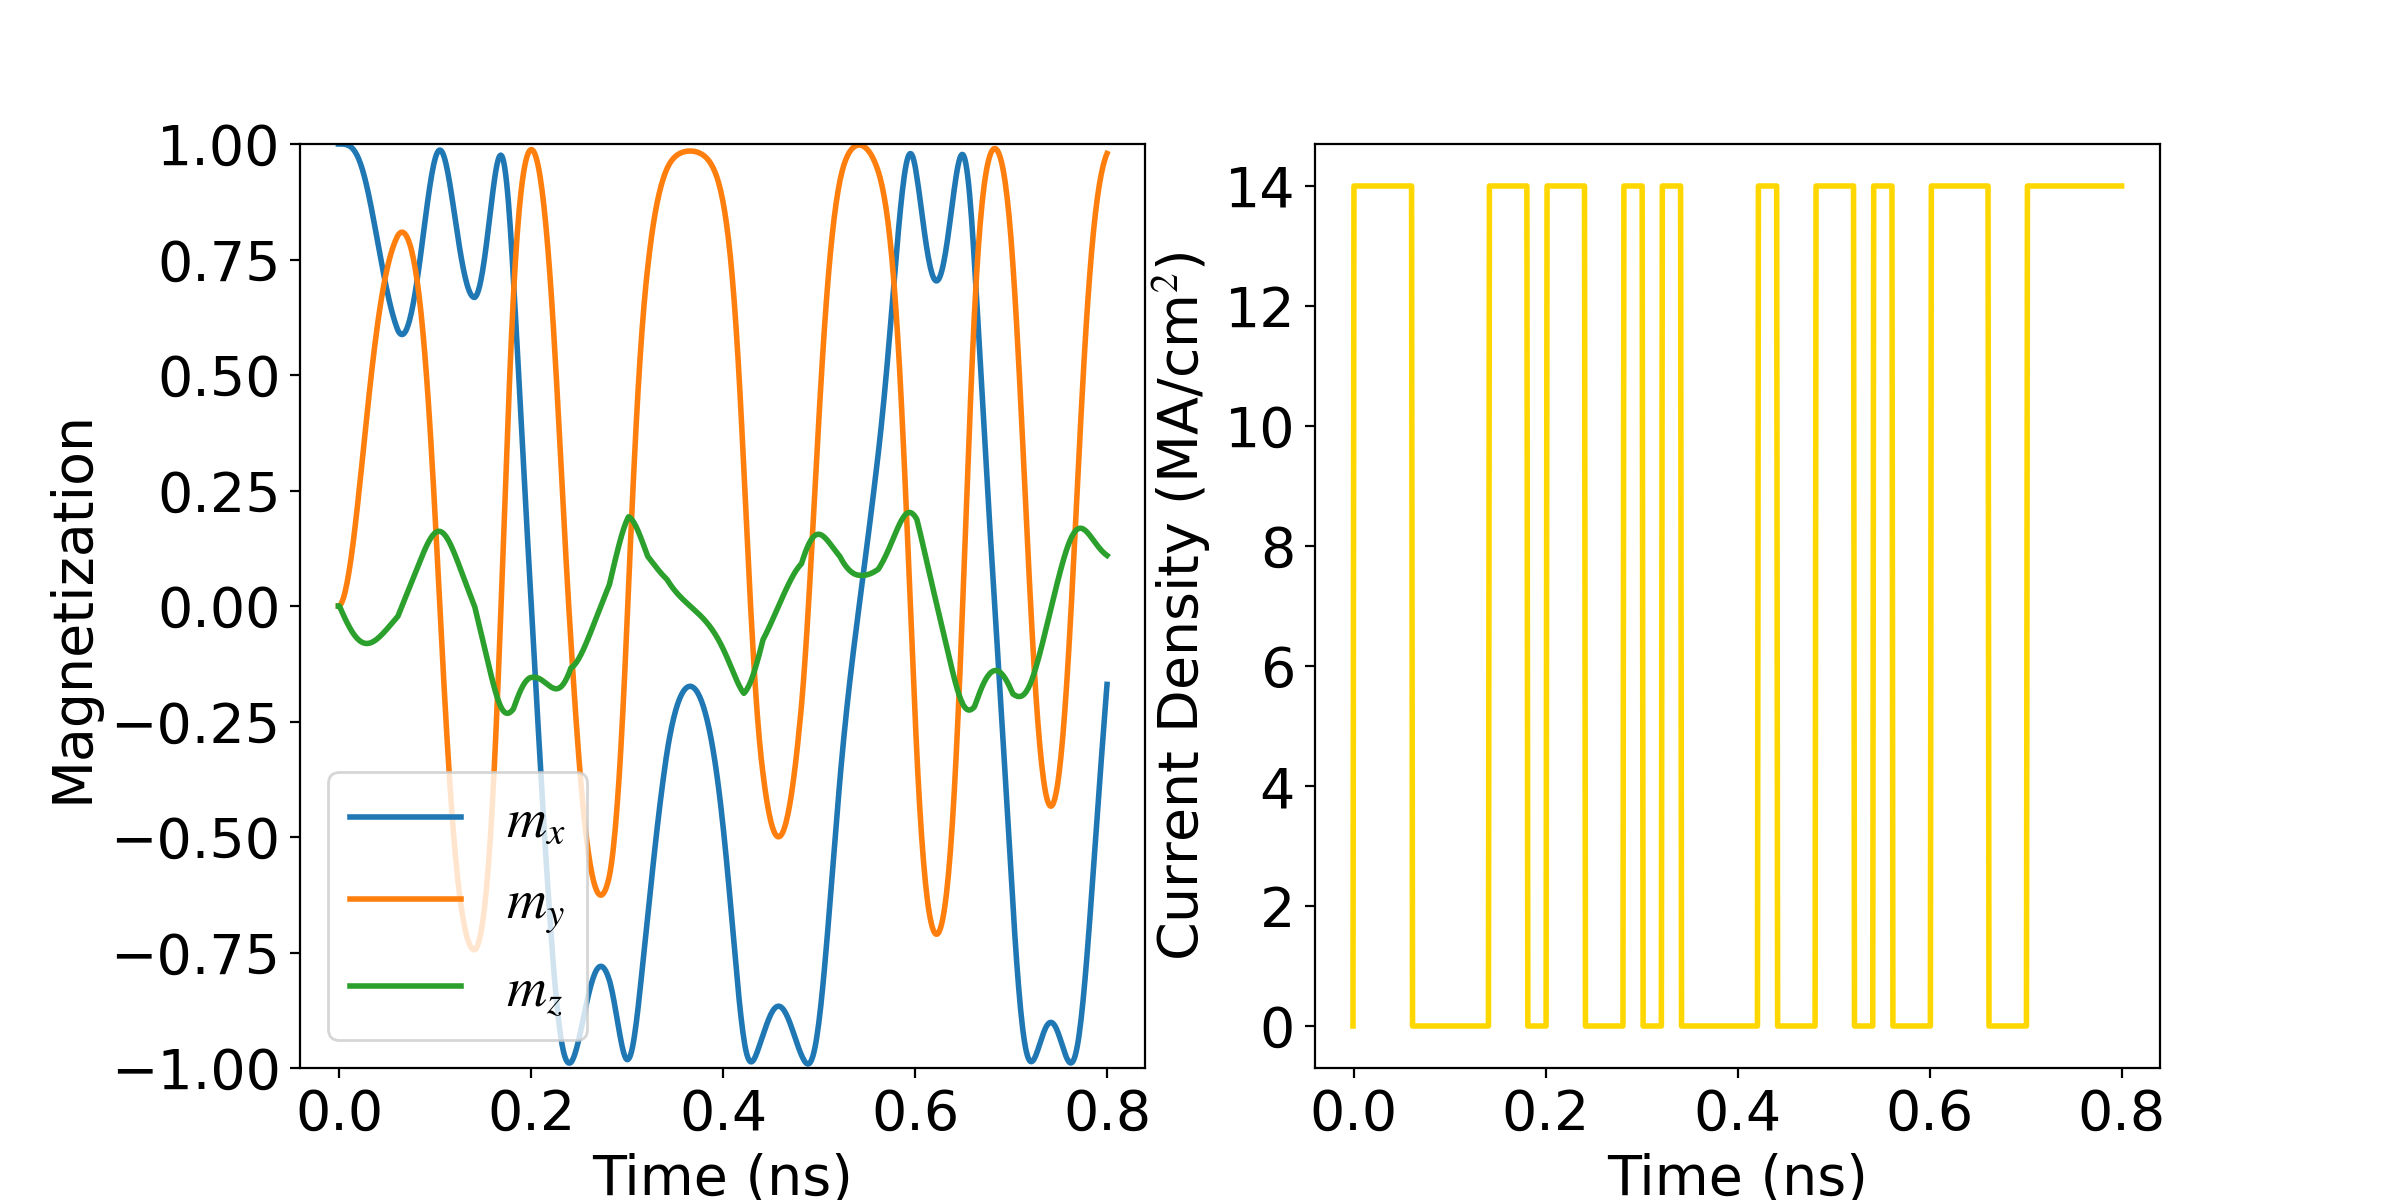 Magnetization
1.00
0.75
0.50
0.25
0.00
−0.25
−0.50
−0.75
−1.00
m_x
m_y
m_z
0.0 0.2 0.4 0.6 0.8
Time (ns)
Current Density (MA/cm²)
14
12
10
8
6
4
2
0
0.0 0.2 0.4 0.6 0.8
Time (ns)